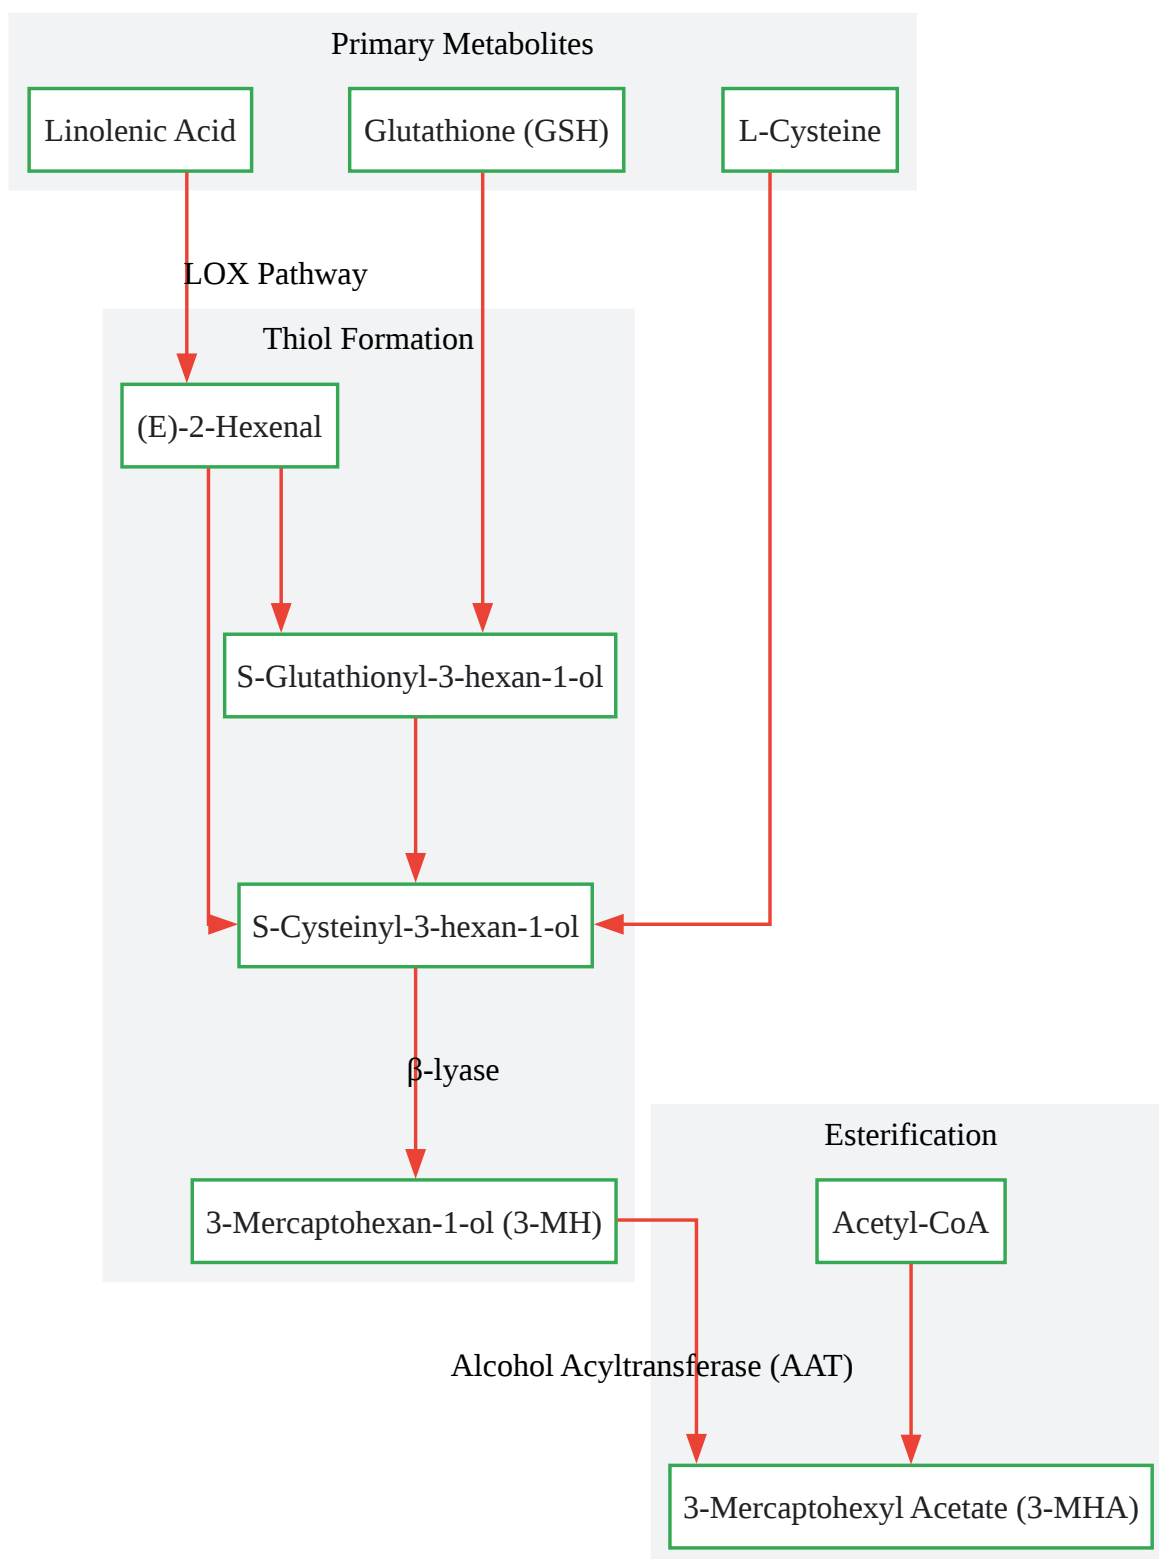 Primary Metabolites
Linolenic Acid
Glutathione (GSH)
L-Cysteine
LOX Pathway
Thiol Formation
(E)-2-Hexenal
S-Glutathionyl-3-hexan-1-ol
S-Cysteinyl-3-hexan-1-ol
β-lyase
Esterification
3-Mercaptohexan-1-ol (3-MH)
Acetyl-CoA
Alcohol Acyltransferase (AAT)
3-Mercaptohexyl Acetate (3-MHA)